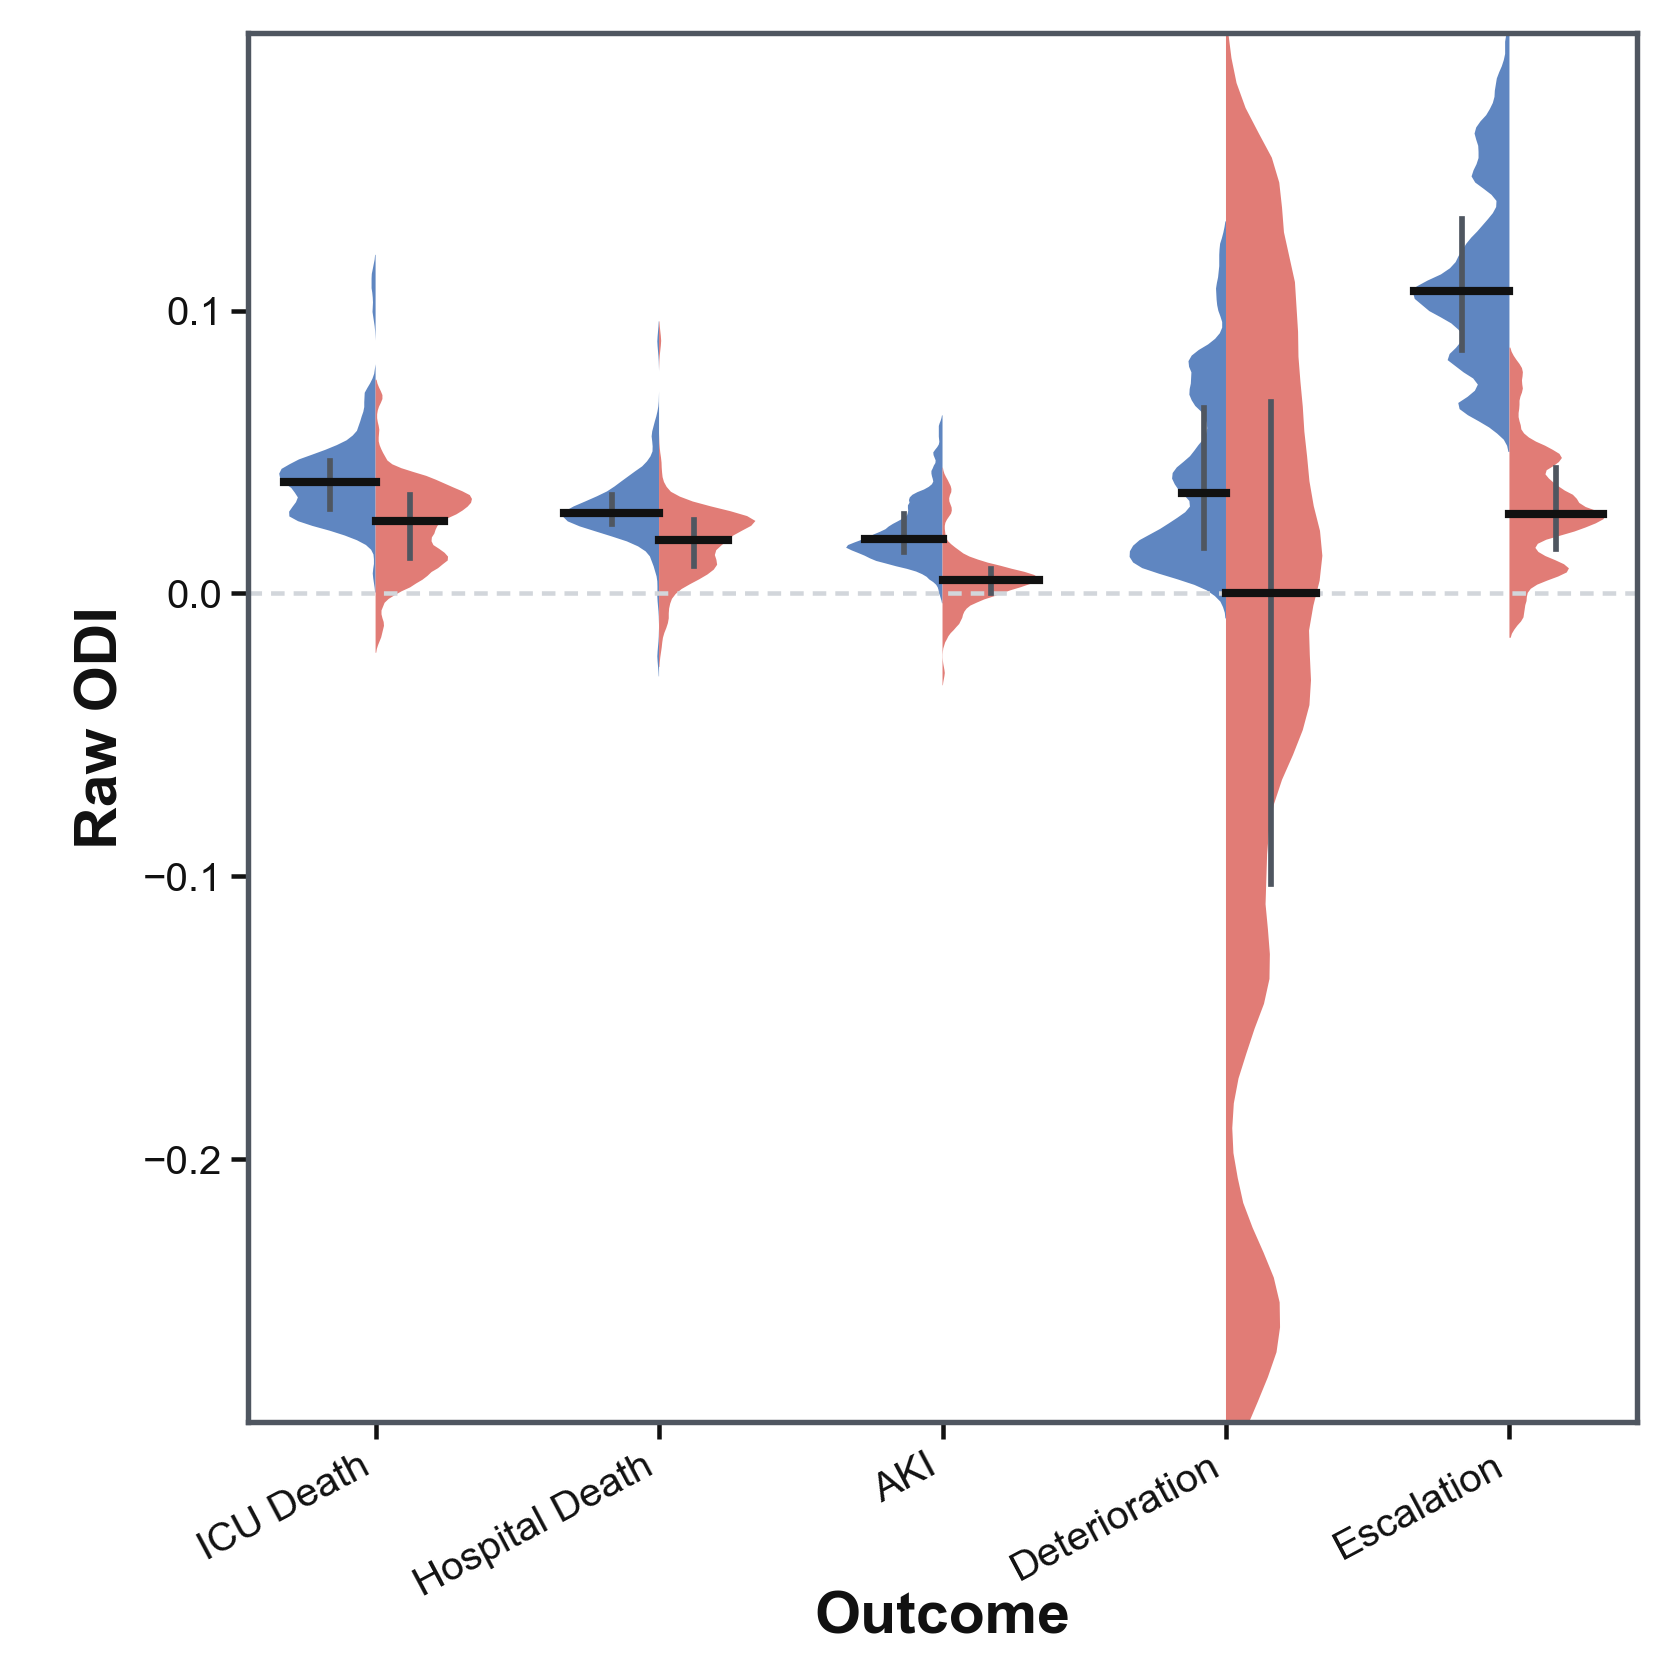 Raw ODI
0.1
0.0
−0.1
−0.2
ICU Death
Hospital Death
AKI
Deterioration
Escalation
Outcome